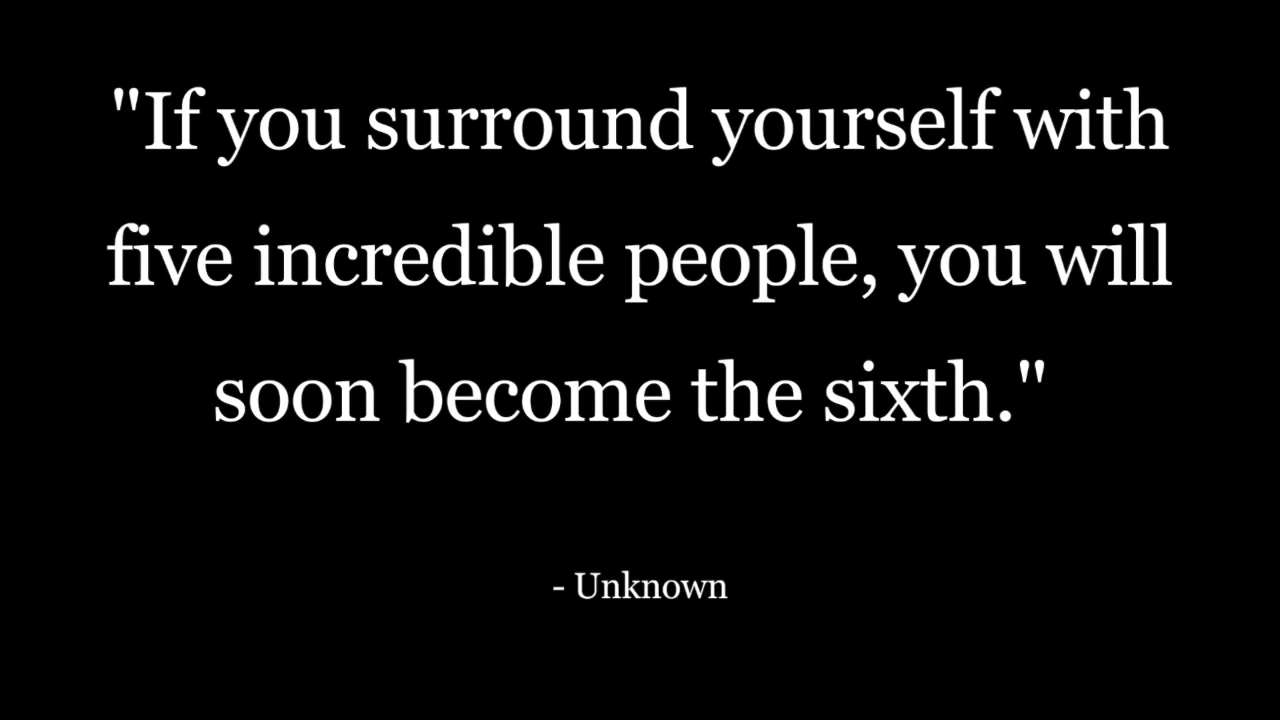 "If you surround yourself with
five incredible people, you will
soon become the sixth."
- Unknown